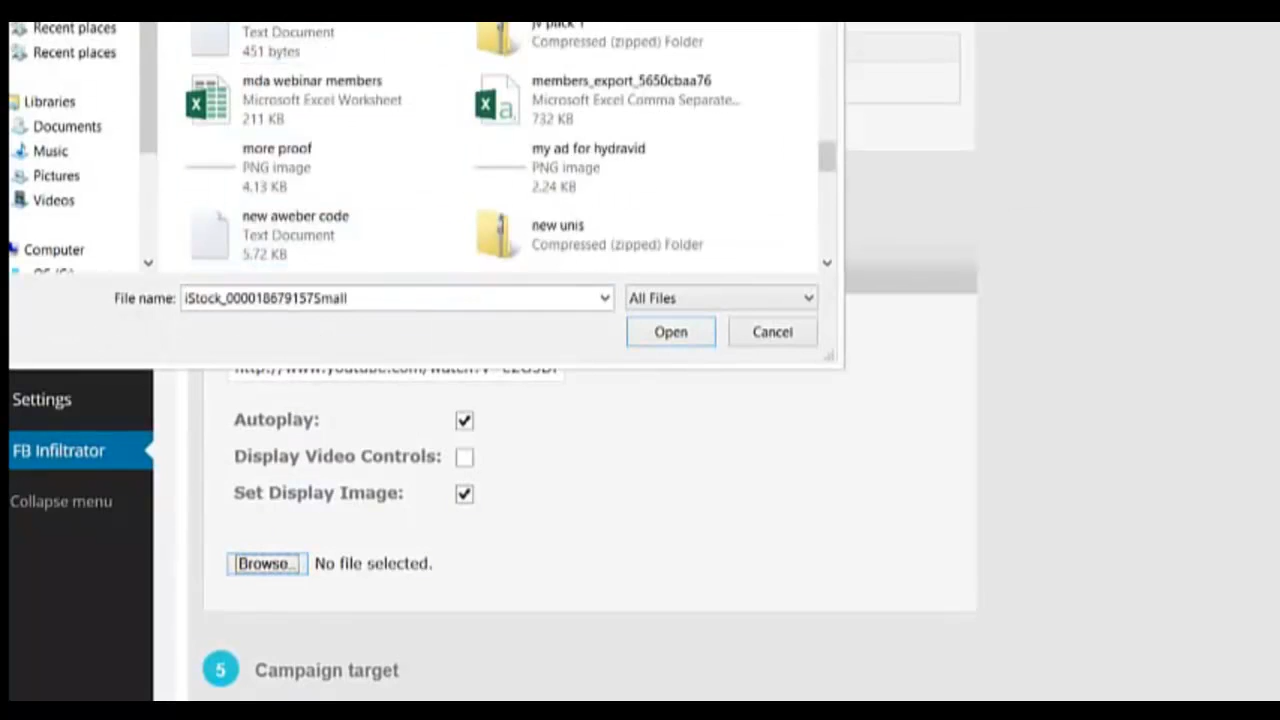 Recent places
Recent places
Libraries
Documents
Music
Pictures
Videos
Computer
Text Document
451 bytes
jv pack 1
Compressed (zipped) Folder
mda webinar members
Microsoft Excel Worksheet
211 KB
members_export_5650cbaa76
Microsoft Excel Comma Separate...
732 KB
more proof
PNG image
4.13 KB
my ad for hydravid
PNG image
2.24 KB
new aweber code
Text Document
5.72 KB
new unis
Compressed (zipped) Folder
File name: iStock_000018679157Small
All Files
Open Cancel
Settings
FB Infiltrator
Collapse menu
Autoplay:
Display Video Controls:
Set Display Image:
Browse... No file selected.
5 Campaign target